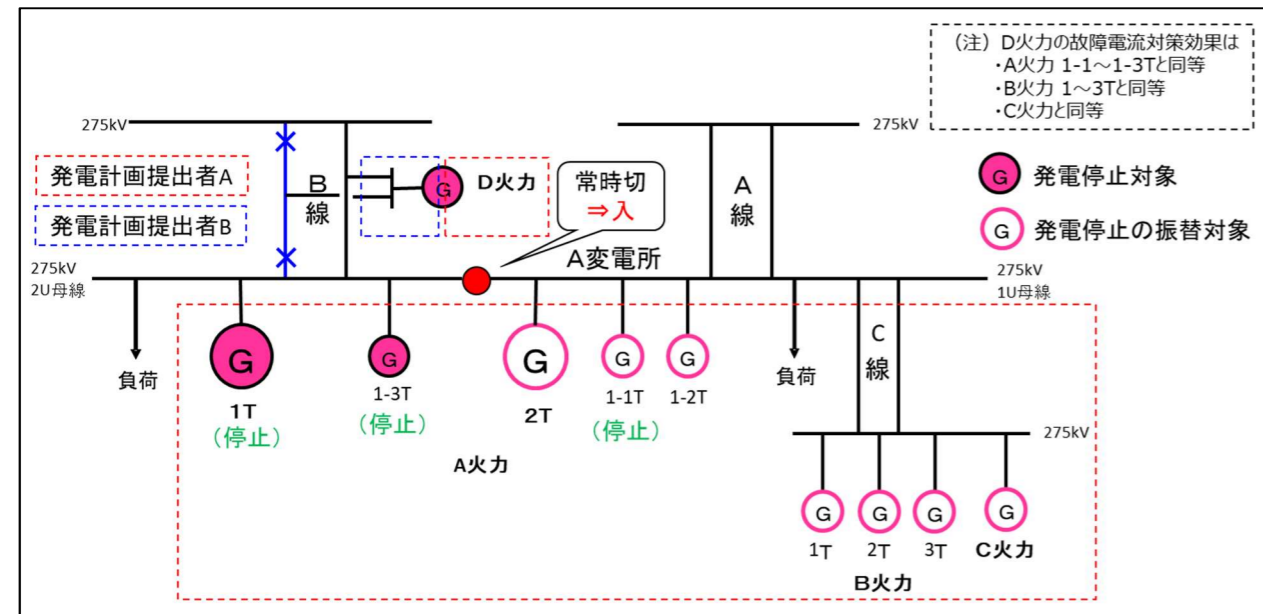 (注) D火力の故障電流対策効果は
・A火力 1-1～1-3Tと同等
・B火力 1～3Tと同等
・C火力と同等
275kV
275kV
発電計画提出者A
発電計画提出者B
B
線
G
D火力
常時切
⇒入
A
線
G 発電停止対象
G 発電停止の振替対象
275kV
2U母線
A変電所
275kV
1U母線
負荷
G
1T
(停止)
G
1-3T
(停止)
G
2T
G
1-1T
(停止)
G
1-2T
負荷
C
線
A火力
275kV
G
1T
G
2T
G
3T
G
C火力
B火力